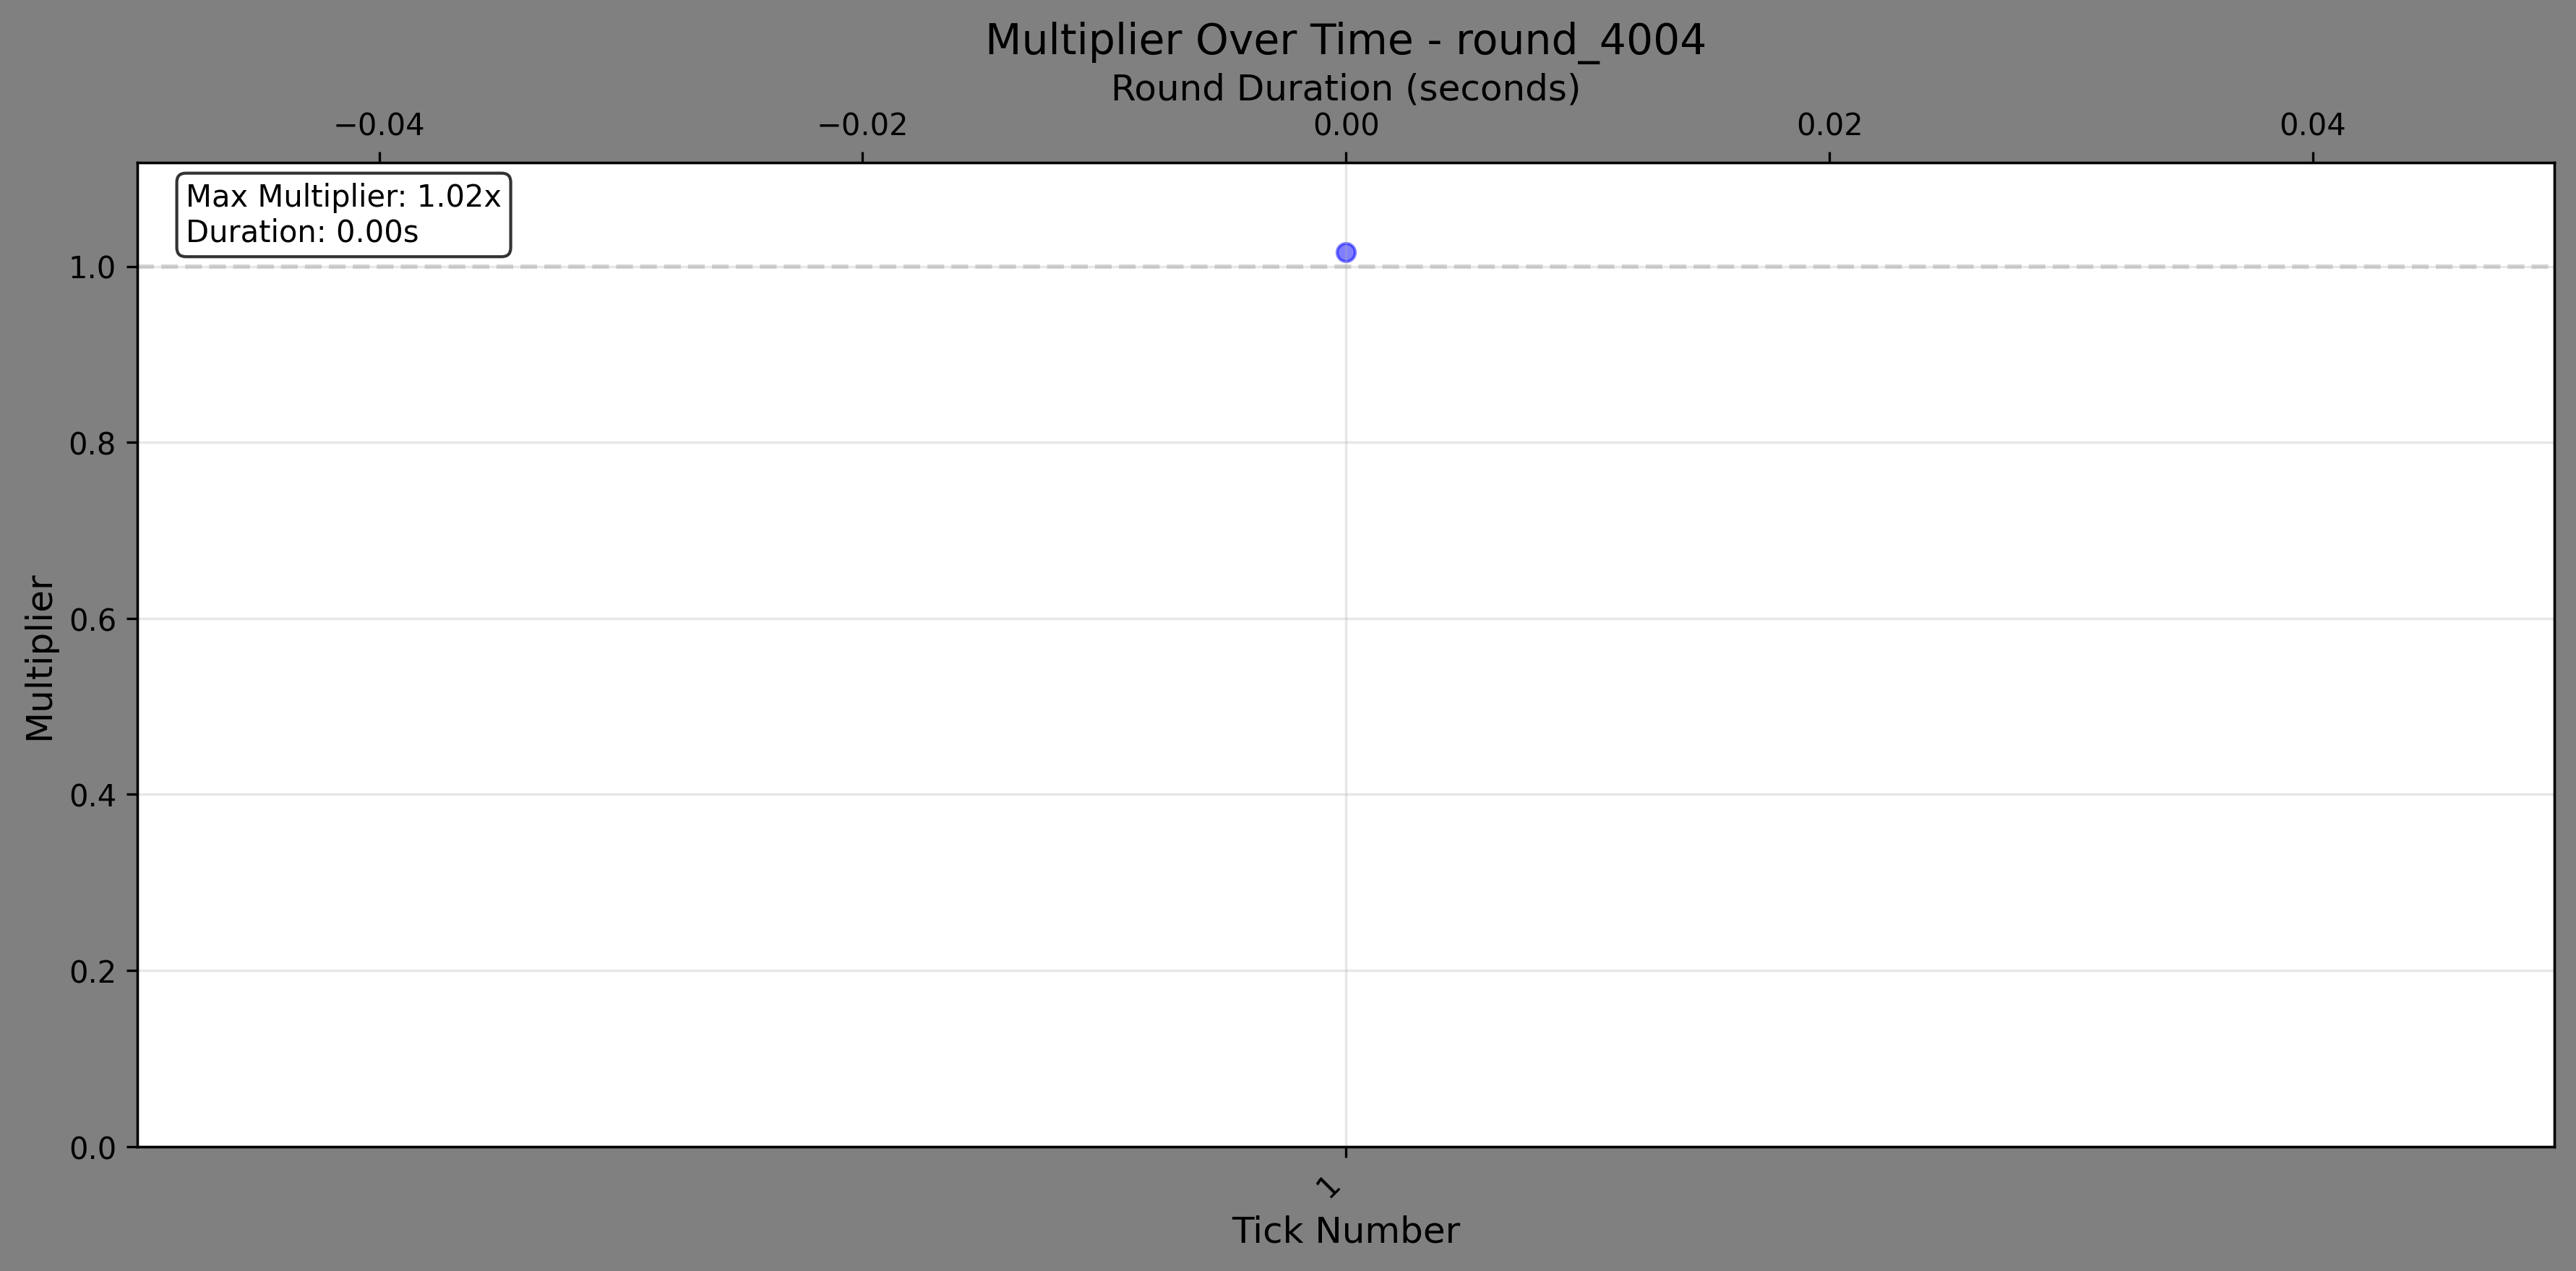 Multiplier Over Time - round_4004
Round Duration (seconds)
−0.04 −0.02 0.00 0.02 0.04
Max Multiplier: 1.02x
Duration: 0.00s
1.0
0.8
0.6
0.4
0.2
0.0
Multiplier
1
Tick Number